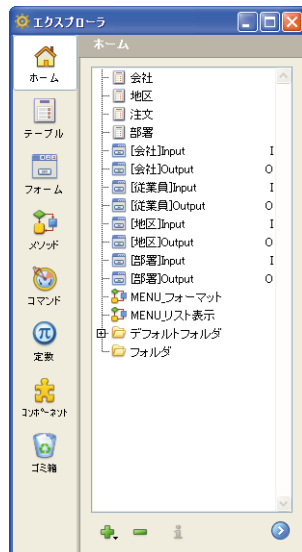 エクスプローラ
ホーム
ホーム
テーブル
フォーム
メソッド
コマンド
定数
コンポーネント
ゴミ箱
会社
地区
注文
部署
[会社]Input I
[会社]Output O
[従業員]Input I
[従業員]Output O
[地区]Input I
[地区]Output O
[部署]Input I
[部署]Output O
MENU_フォーマット
MENU_リスト表示
デフォルトフォルダ
フォルダ